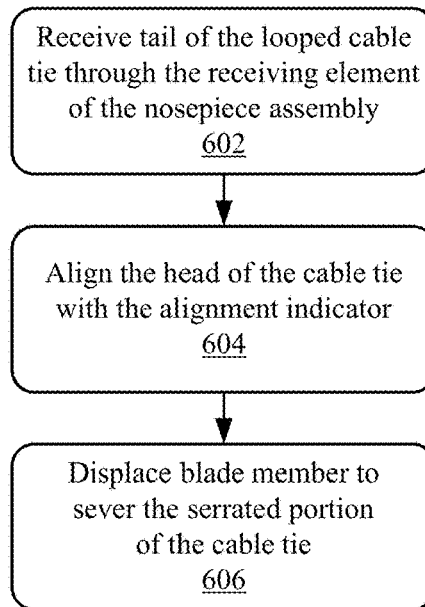 Receive tail of the looped cable
tie through the receiving element
of the nosepiece assembly
602
Align the head of the cable tie
with the alignment indicator
604
Displace blade member to
sever the serrated portion
of the cable tie
606